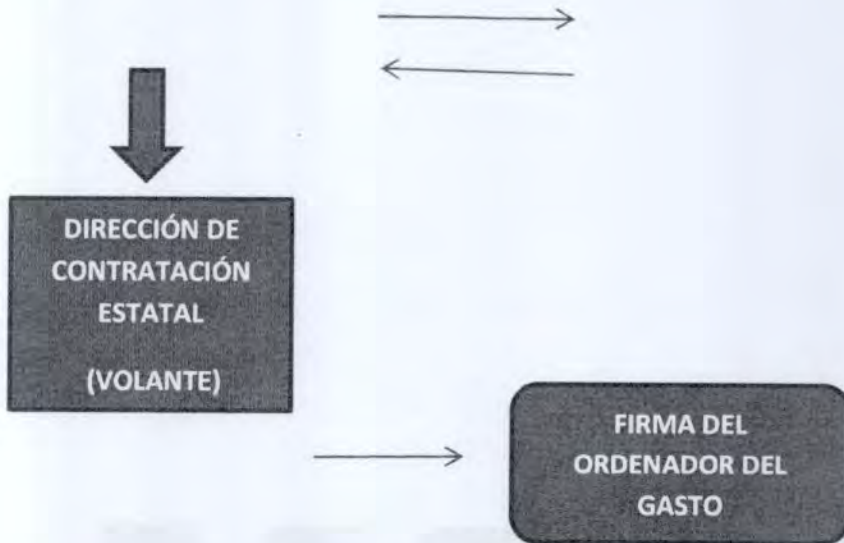 DIRECCIÓN DE
CONTRATACIÓN
ESTATAL
(VOLANTE)
FIRMA DEL
ORDENADOR DEL
GASTO